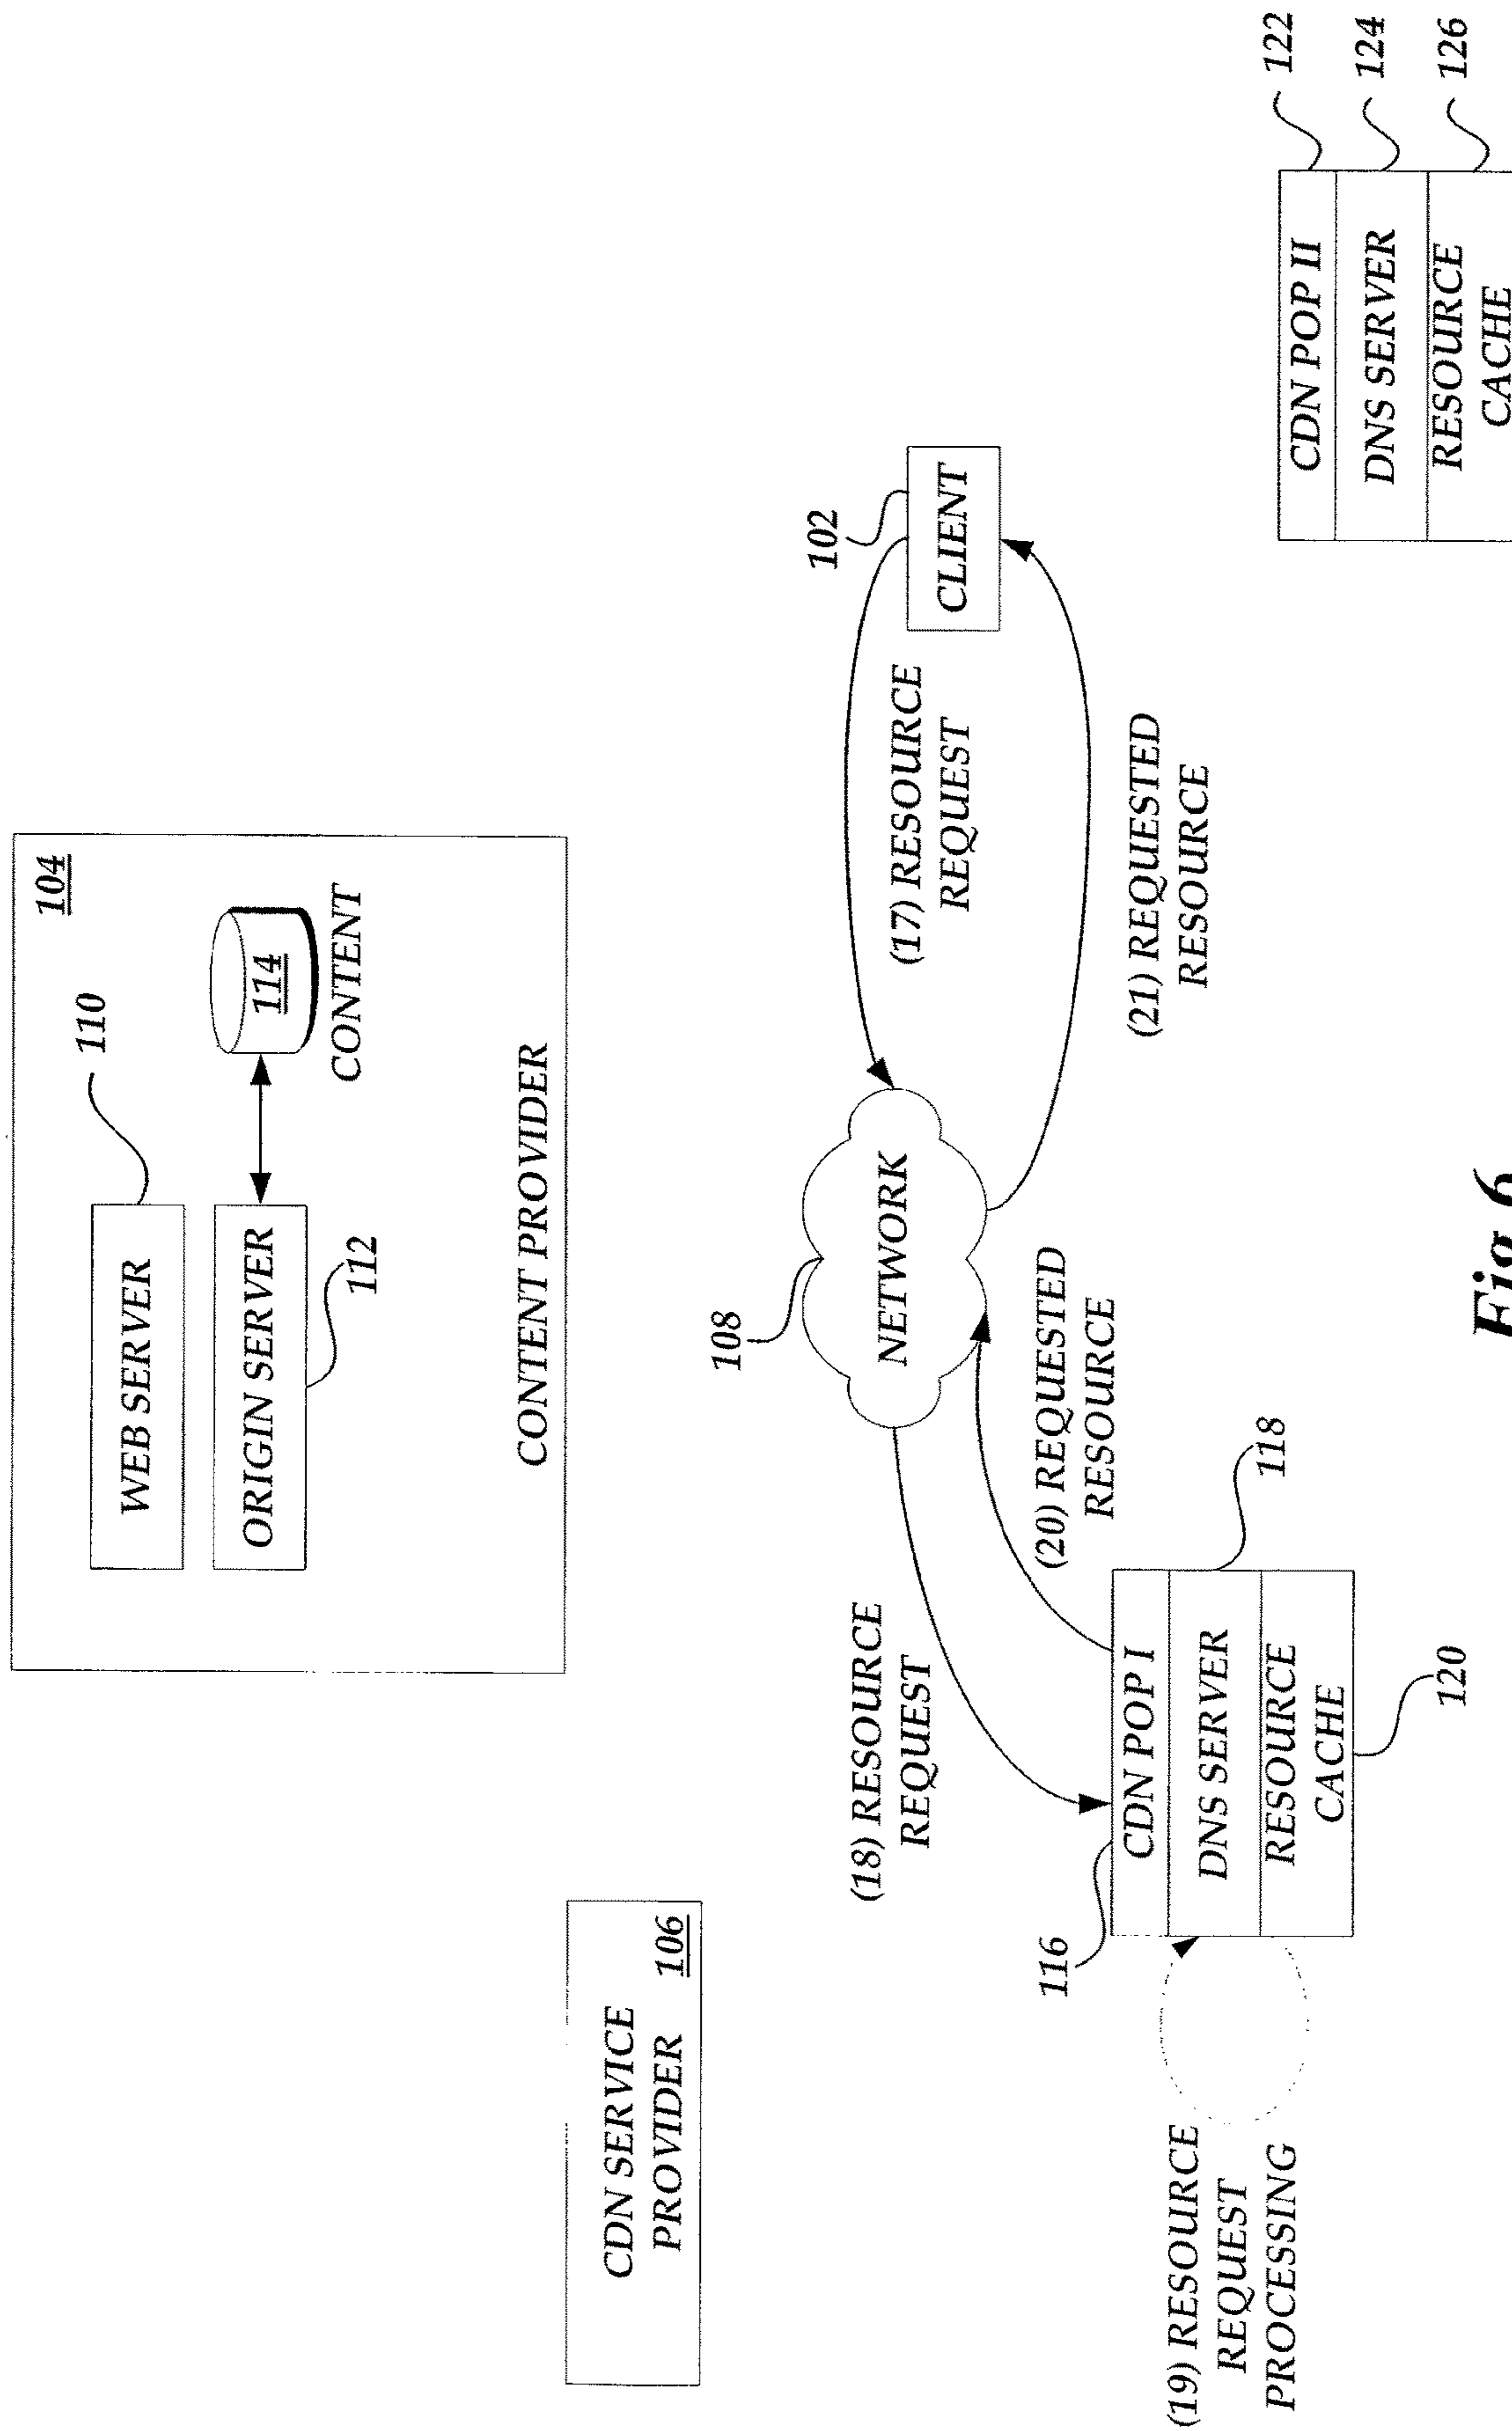 104
110
WEB SERVER
ORIGIN SERVER
114
CONTENT
112
CONTENT PROVIDER
CDN SERVICE
PROVIDER
106
108
NETWORK
102
CLIENT
(17) RESOURCE
REQUEST
(21) REQUESTED
RESOURCE
(18) RESOURCE
REQUEST
(20) REQUESTED
RESOURCE
116
CDN POP I
118
DNS SERVER
RESOURCE
CACHE
120
(19) RESOURCE
REQUEST
PROCESSING
CDN POP II
122
DNS SERVER
124
RESOURCE
CACHE
126
Fig.6